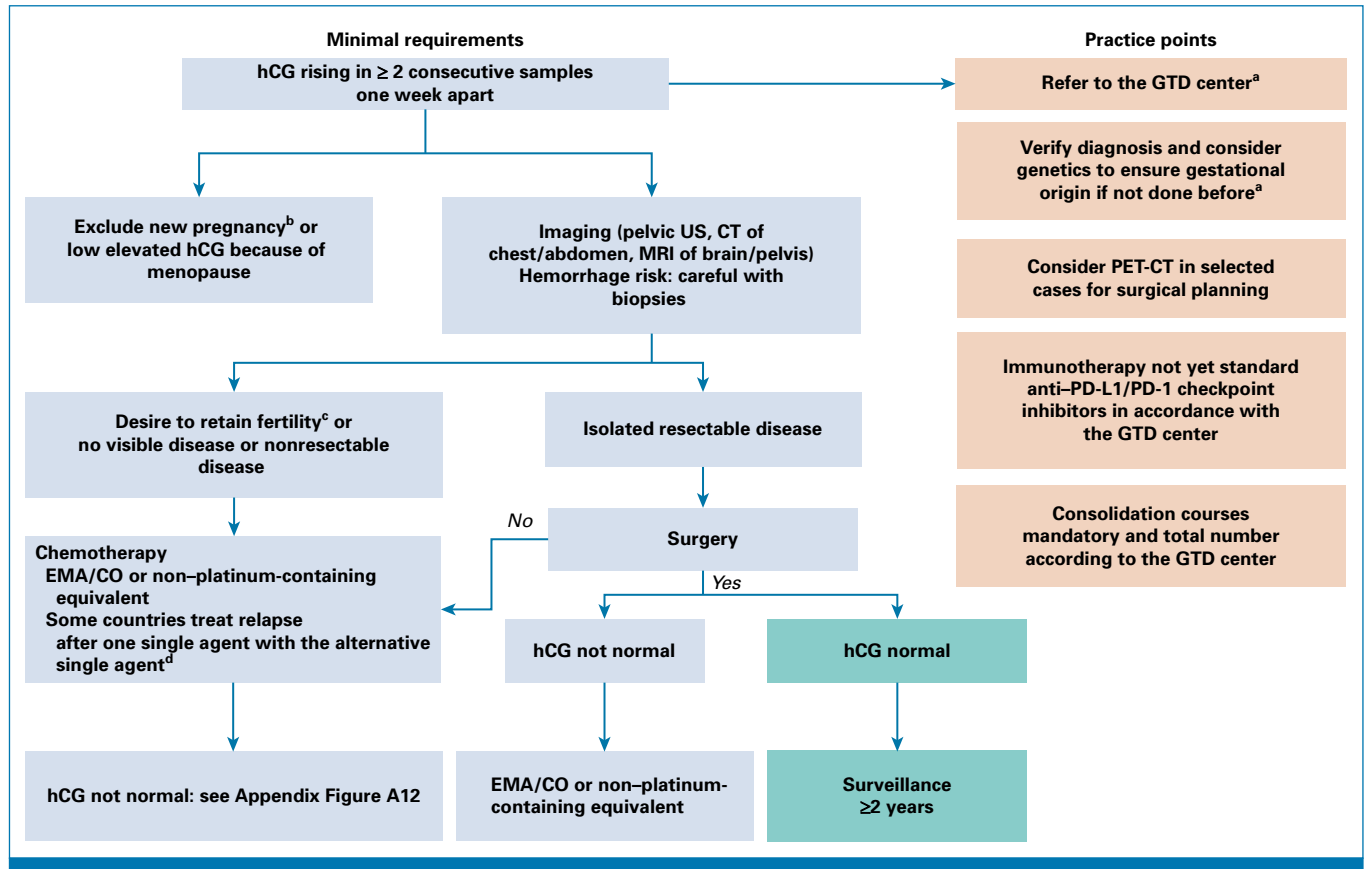 Minimal requirements
hCG rising in ≥ 2 consecutive samples
one week apart
Exclude new pregnancyb or
low elevated hCG because of
menopause
Imaging (pelvic US, CT of
chest/abdomen, MRI of brain/pelvis)
Hemorrhage risk: careful with
biopsies
Desire to retain fertilityc or
no visible disease or nonresectable
disease
Isolated resectable disease
Chemotherapy
EMA/CO or non–platinum-containing
equivalent
Some countries treat relapse
after one single agent with the alternative
single agentd
No
Surgery
Yes
hCG not normal
hCG normal
hCG not normal: see Appendix Figure A12
EMA/CO or non–platinum-
containing equivalent
Surveillance
≥2 years
Practice points
Refer to the GTD centera
Verify diagnosis and consider
genetics to ensure gestational
origin if not done beforea
Consider PET-CT in selected
cases for surgical planning
Immunotherapy not yet standard
anti–PD-L1/PD-1 checkpoint
inhibitors in accordance with
the GTD center
Consolidation courses
mandatory and total number
according to the GTD center